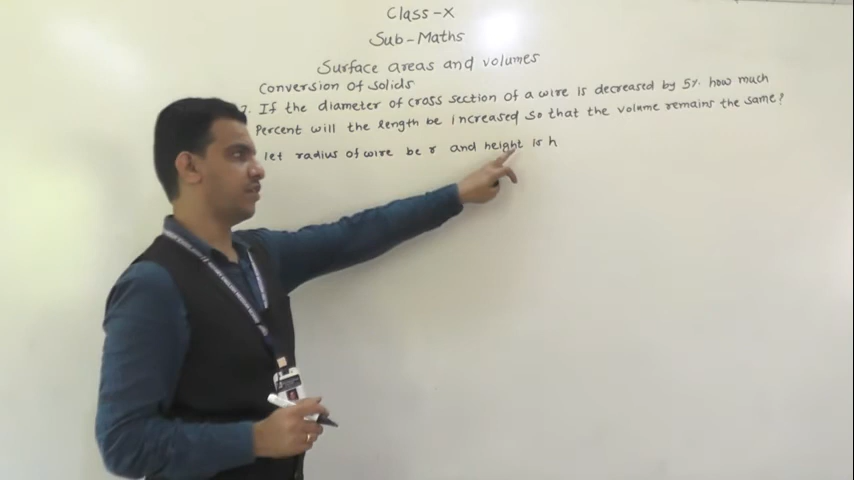 Class-X
Sub-Maths
Surface areas and volumes
Conversion of solids
7. If the diameter of cross section of a wire is decreased by 5%. how much
Percent will the length be increased so that the volume remains the same?
let radius of wire be r and height is h